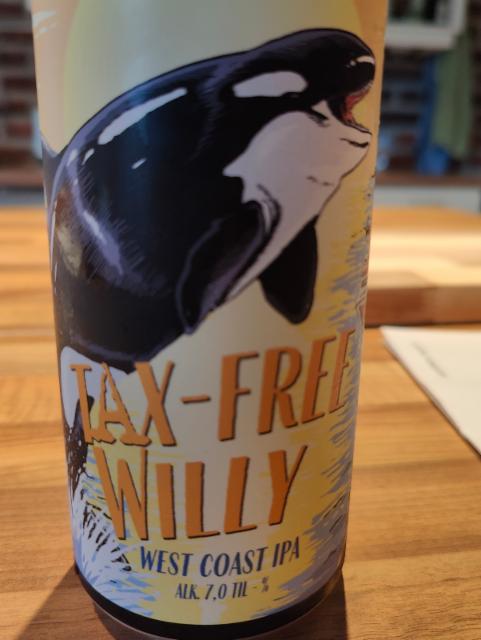 TAX-FREE
WILLY
WEST COAST IPA
ALK. 7,0 TIL-%